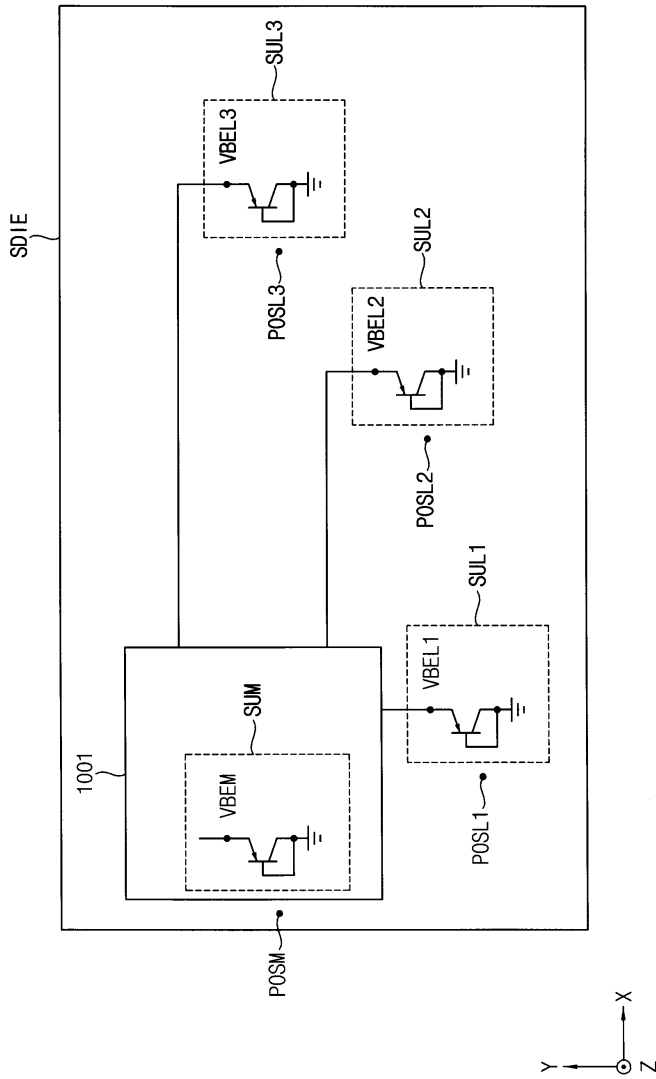 SDIE
SUL3
VBEL3
POSL3
SUL2
VBEL2
POSL2
SUL1
VBEL1
POSL1
1001
SUM
VBEM
POSM
Y
X
Z